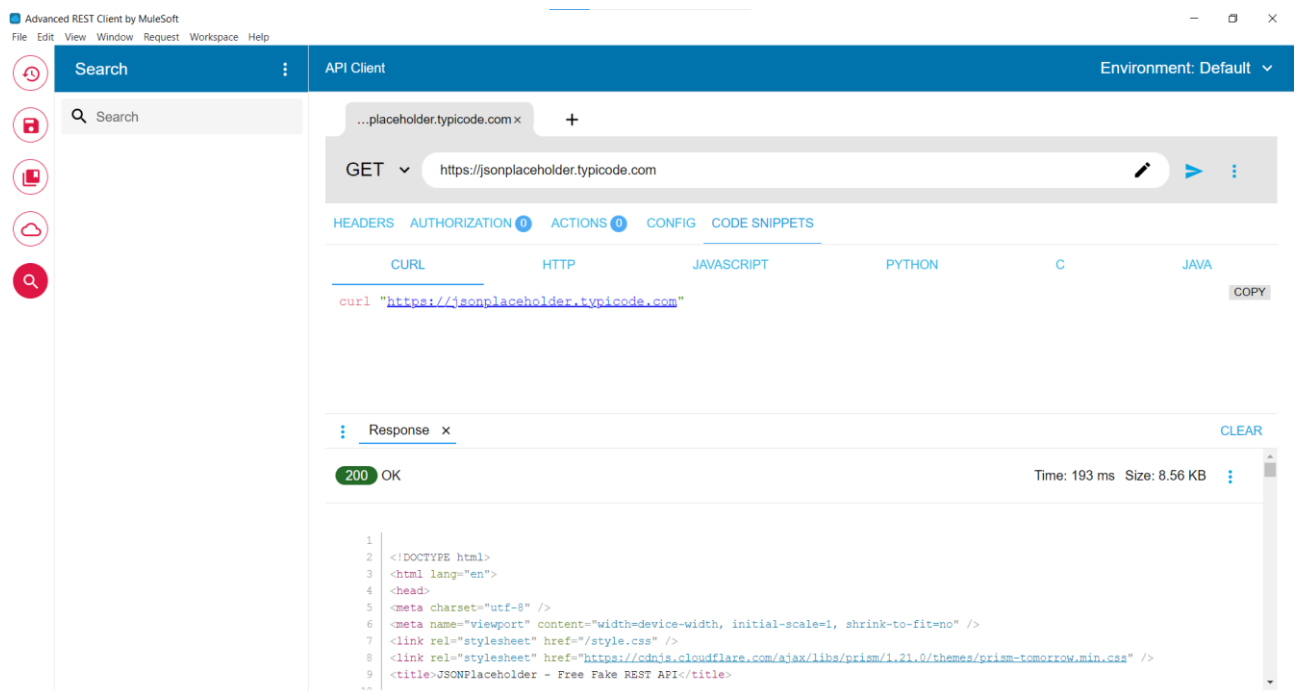 Advanced REST Client by MuleSoft
File Edit View Window Request Workspace Help
Search
API Client
Environment: Default
Search
...placeholder.typicode.com ×
+
GET
https://jsonplaceholder.typicode.com
HEADERS AUTHORIZATION 0 ACTIONS 0 CONFIG CODE SNIPPETS
CURL HTTP JAVASCRIPT PYTHON C JAVA
curl "https://jsonplaceholder.typicode.com"
COPY
Response ×
CLEAR
200 OK
Time: 193 ms Size: 8.56 KB
1
2 <!DOCTYPE html>
3 <html lang="en">
4 <head>
5 <meta charset="utf-8" />
6 <meta name="viewport" content="width=device-width, initial-scale=1, shrink-to-fit=no" />
7 <link rel="stylesheet" href="/style.css" />
8 <link rel="stylesheet" href="https://cdnjs.cloudflare.com/ajax/libs/prism/1.21.0/themes/prism-tomorrow.min.css" />
9 <title>JSONPlaceholder - Free Fake REST API</title>